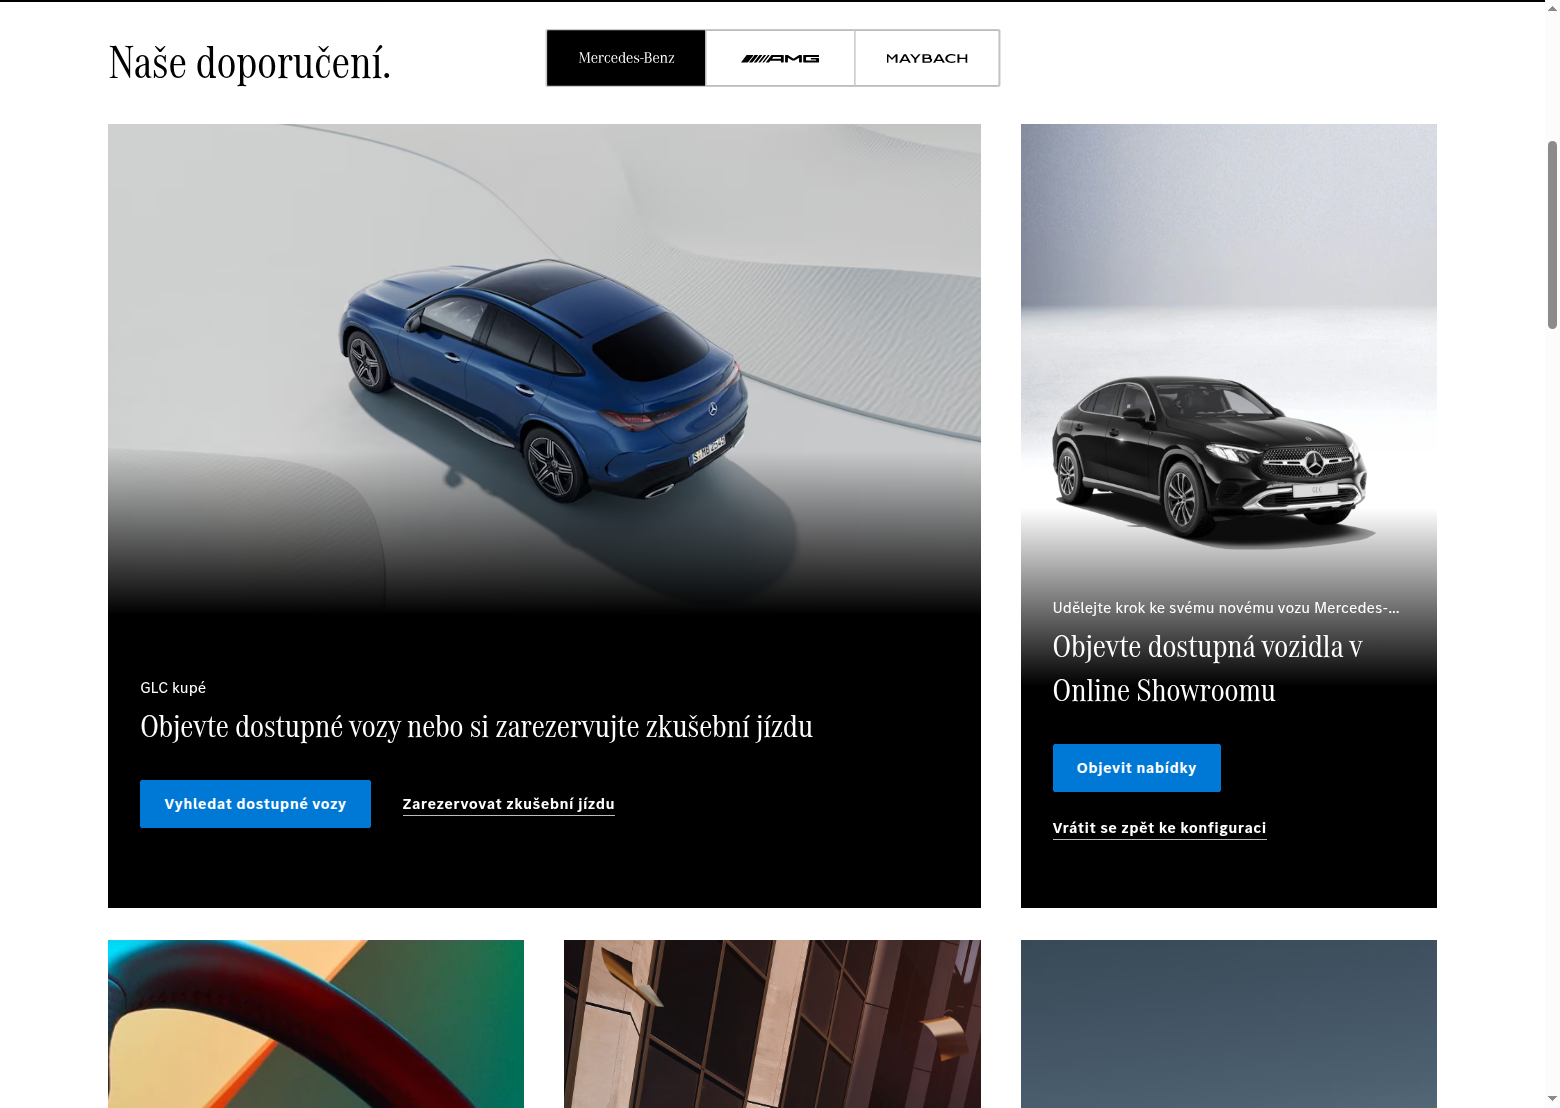 Naše doporučení.
Mercedes-Benz
AMG
MAYBACH
GLC kupé
Objevte dostupné vozy nebo si zarezervujte zkušební jízdu
Vyhledat dostupné vozy
Zarezervovat zkušební jízdu
Udělejte krok ke svému novému vozu Mercedes-...
Objevte dostupná vozidla v
Online Showroomu
Objevit nabídky
Vrátit se zpět ke konfiguraci